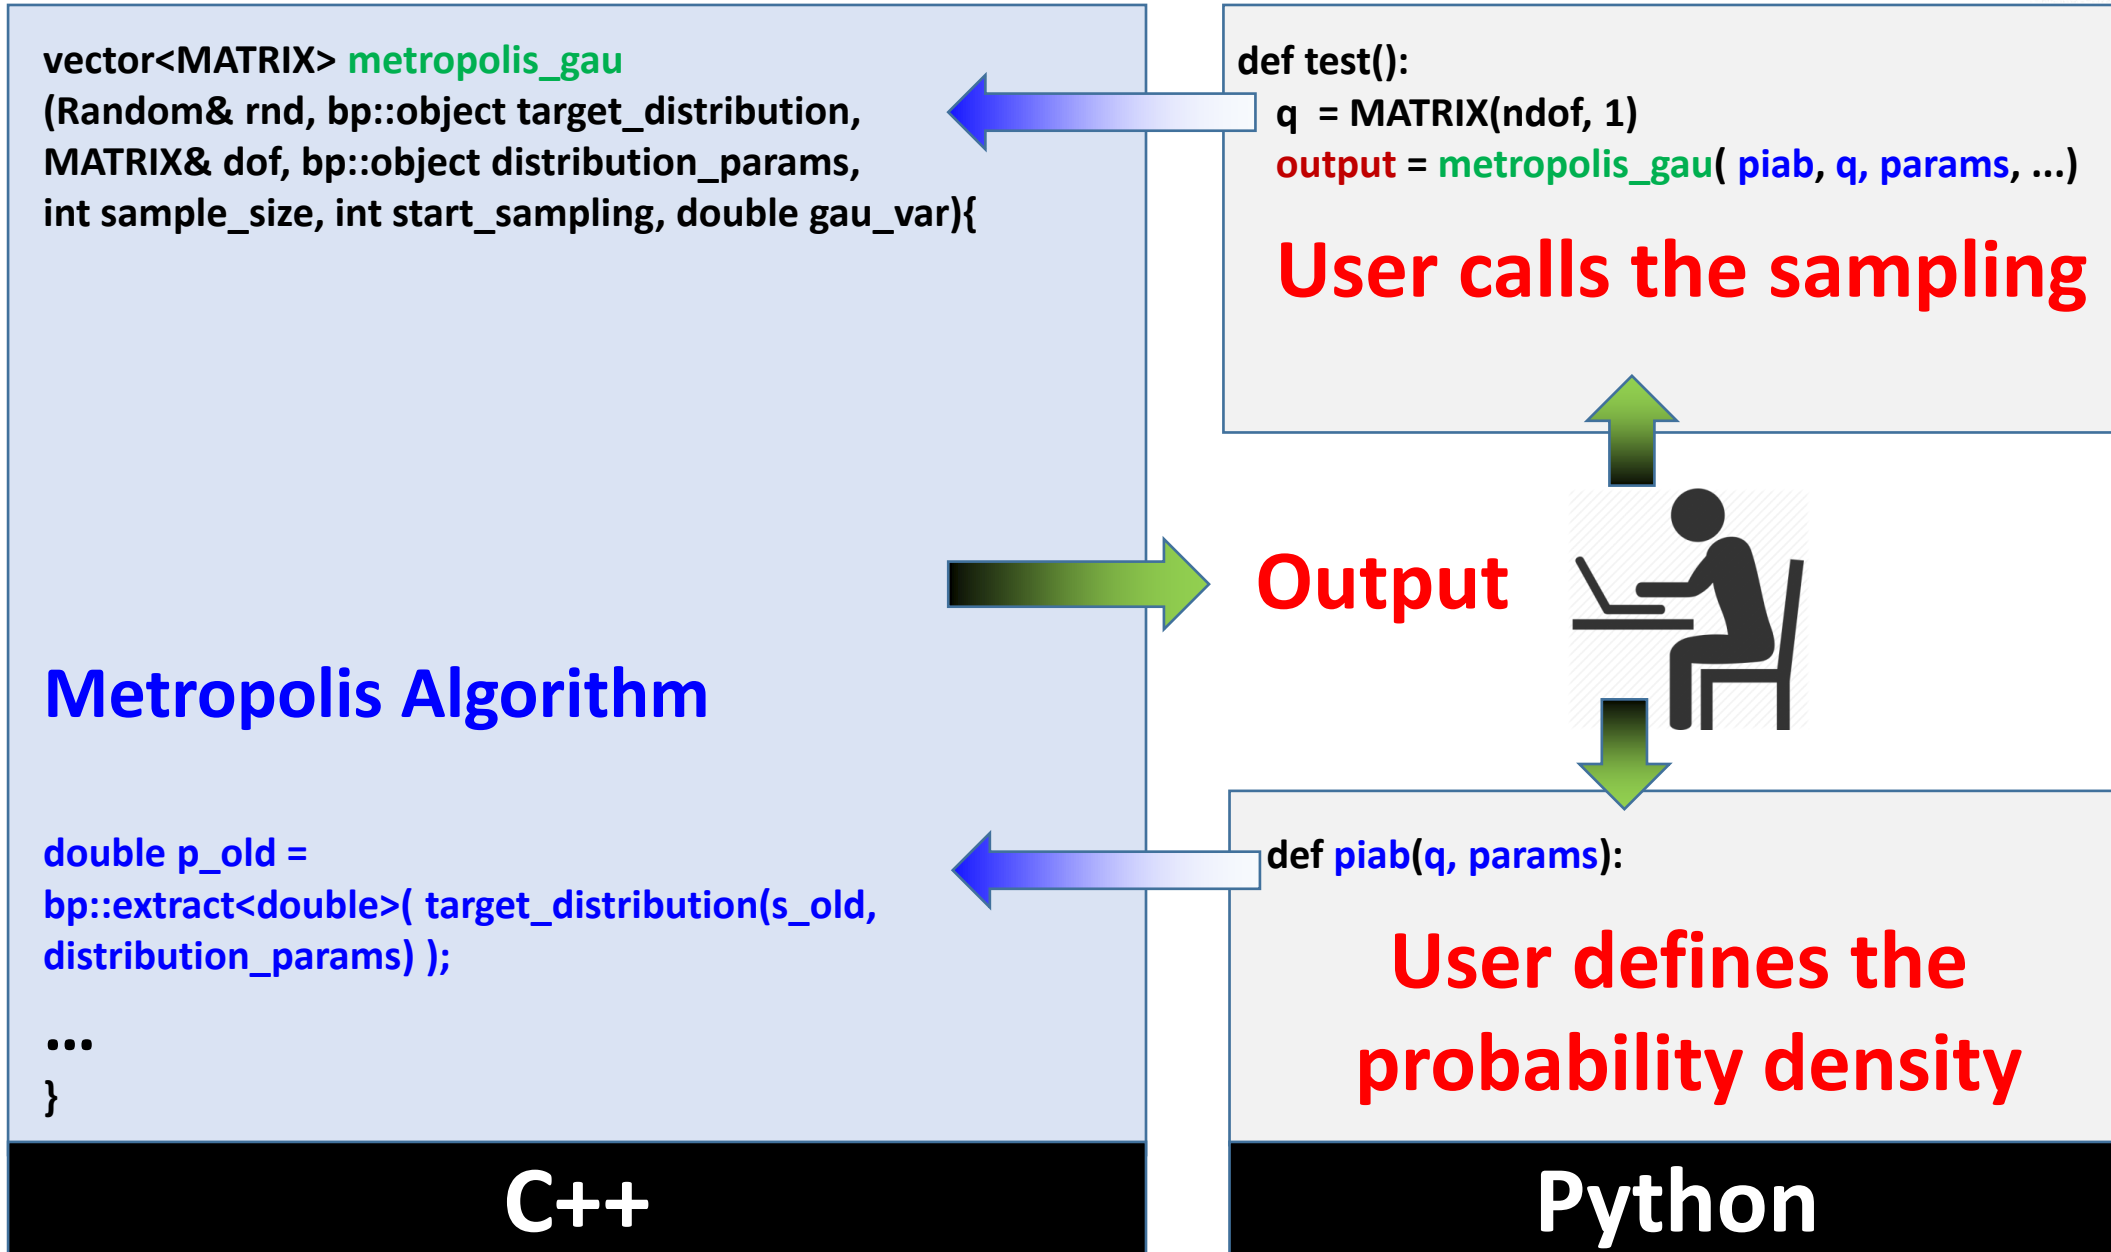 vector<MATRIX> metropolis_gau
(Random& rnd, bp::object target_distribution,
MATRIX& dof, bp::object distribution_params,
int sample_size, int start_sampling, double gau_var){
Metropolis Algorithm
double p_old =
bp::extract<double>( target_distribution(s_old,
distribution_params) );
...
}
C++
def test():
q = MATRIX(ndof, 1)
output = metropolis_gau( piab, q, params, ...)
User calls the sampling
Output
def piab(q, params):
User defines the
probability density
Python